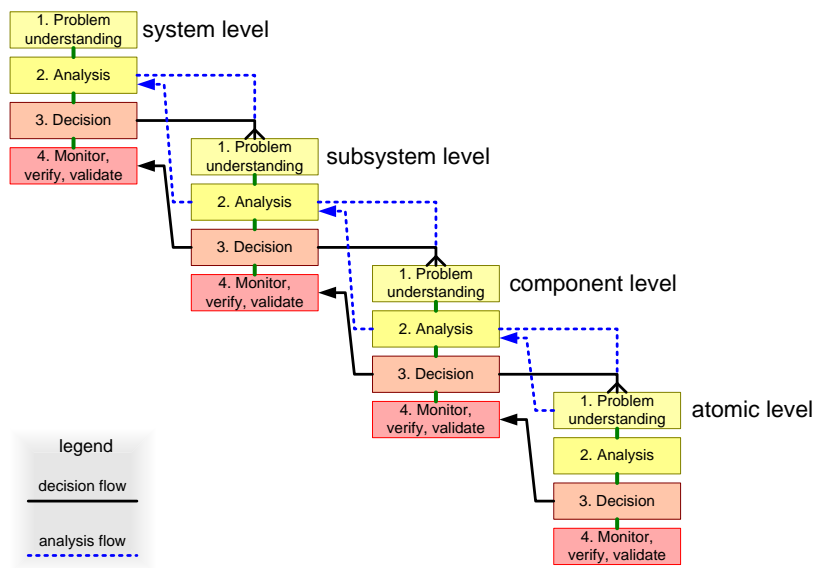 1. Problem
understanding
system level
2. Analysis
3. Decision
4. Monitor,
verify, validate
1. Problem
understanding
subsystem level
2. Analysis
3. Decision
4. Monitor,
verify, validate
1. Problem
understanding
component level
2. Analysis
3. Decision
4. Monitor,
verify, validate
1. Problem
understanding
atomic level
2. Analysis
3. Decision
4. Monitor,
verify, validate
legend
decision flow
analysis flow